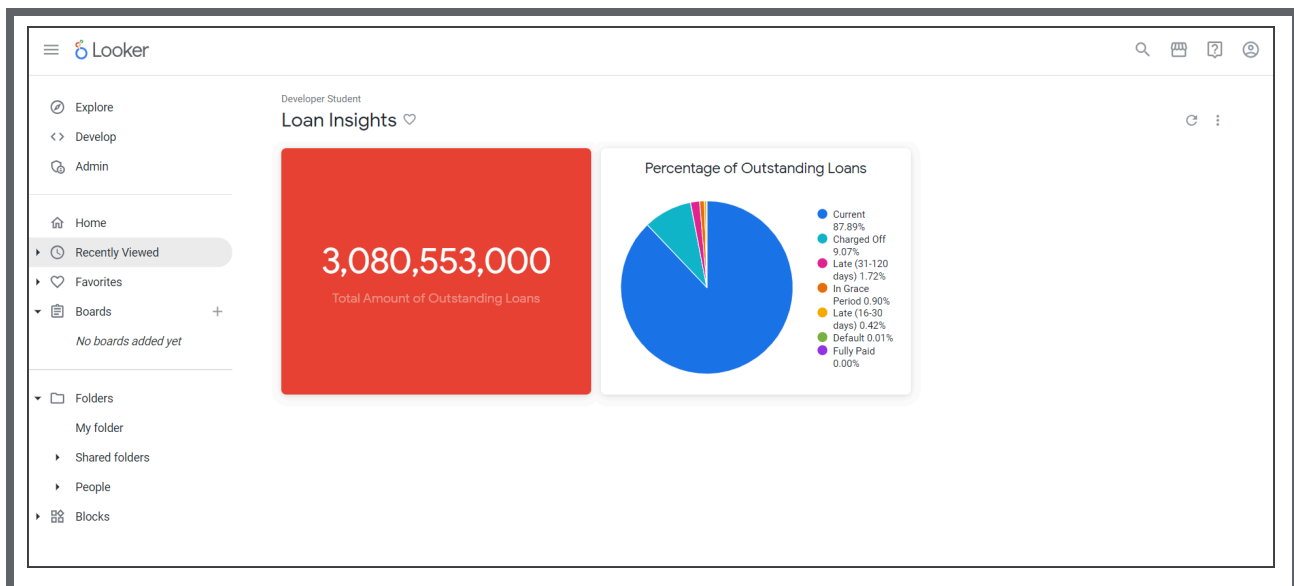 Looker
Explore
Develop
Admin
Home
Recently Viewed
Favorites
Boards
No boards added yet
Folders
My folder
Shared folders
People
Blocks
Developer Student
Loan Insights
3,080,553,000
Total Amount of Outstanding Loans
Percentage of Outstanding Loans
Current
87.89%
Charged Off
9.07%
Late (31-120
days) 1.72%
In Grace
Period 0.90%
Late (16-30
days) 0.42%
Default 0.01%
Fully Paid
0.00%